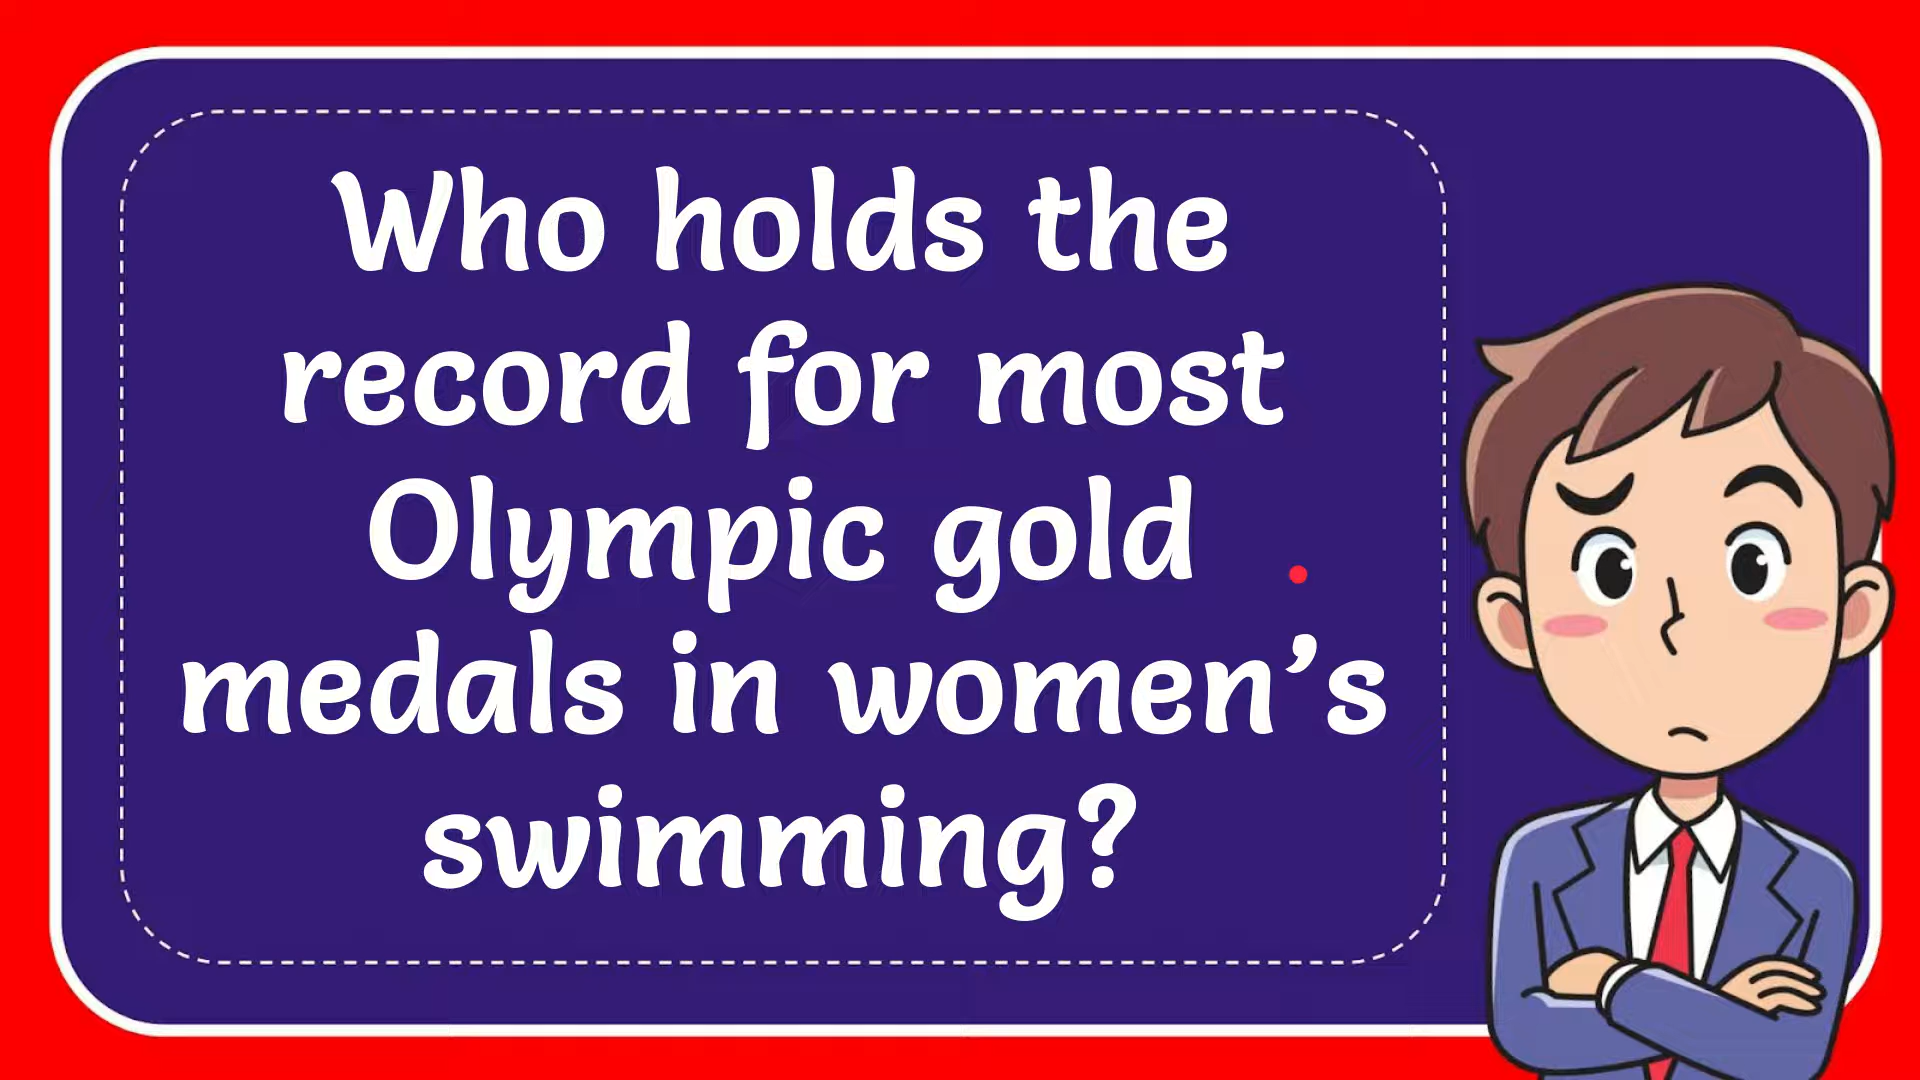 Who holds the
record for most
Olympic gold
medals in women’s
swimming?